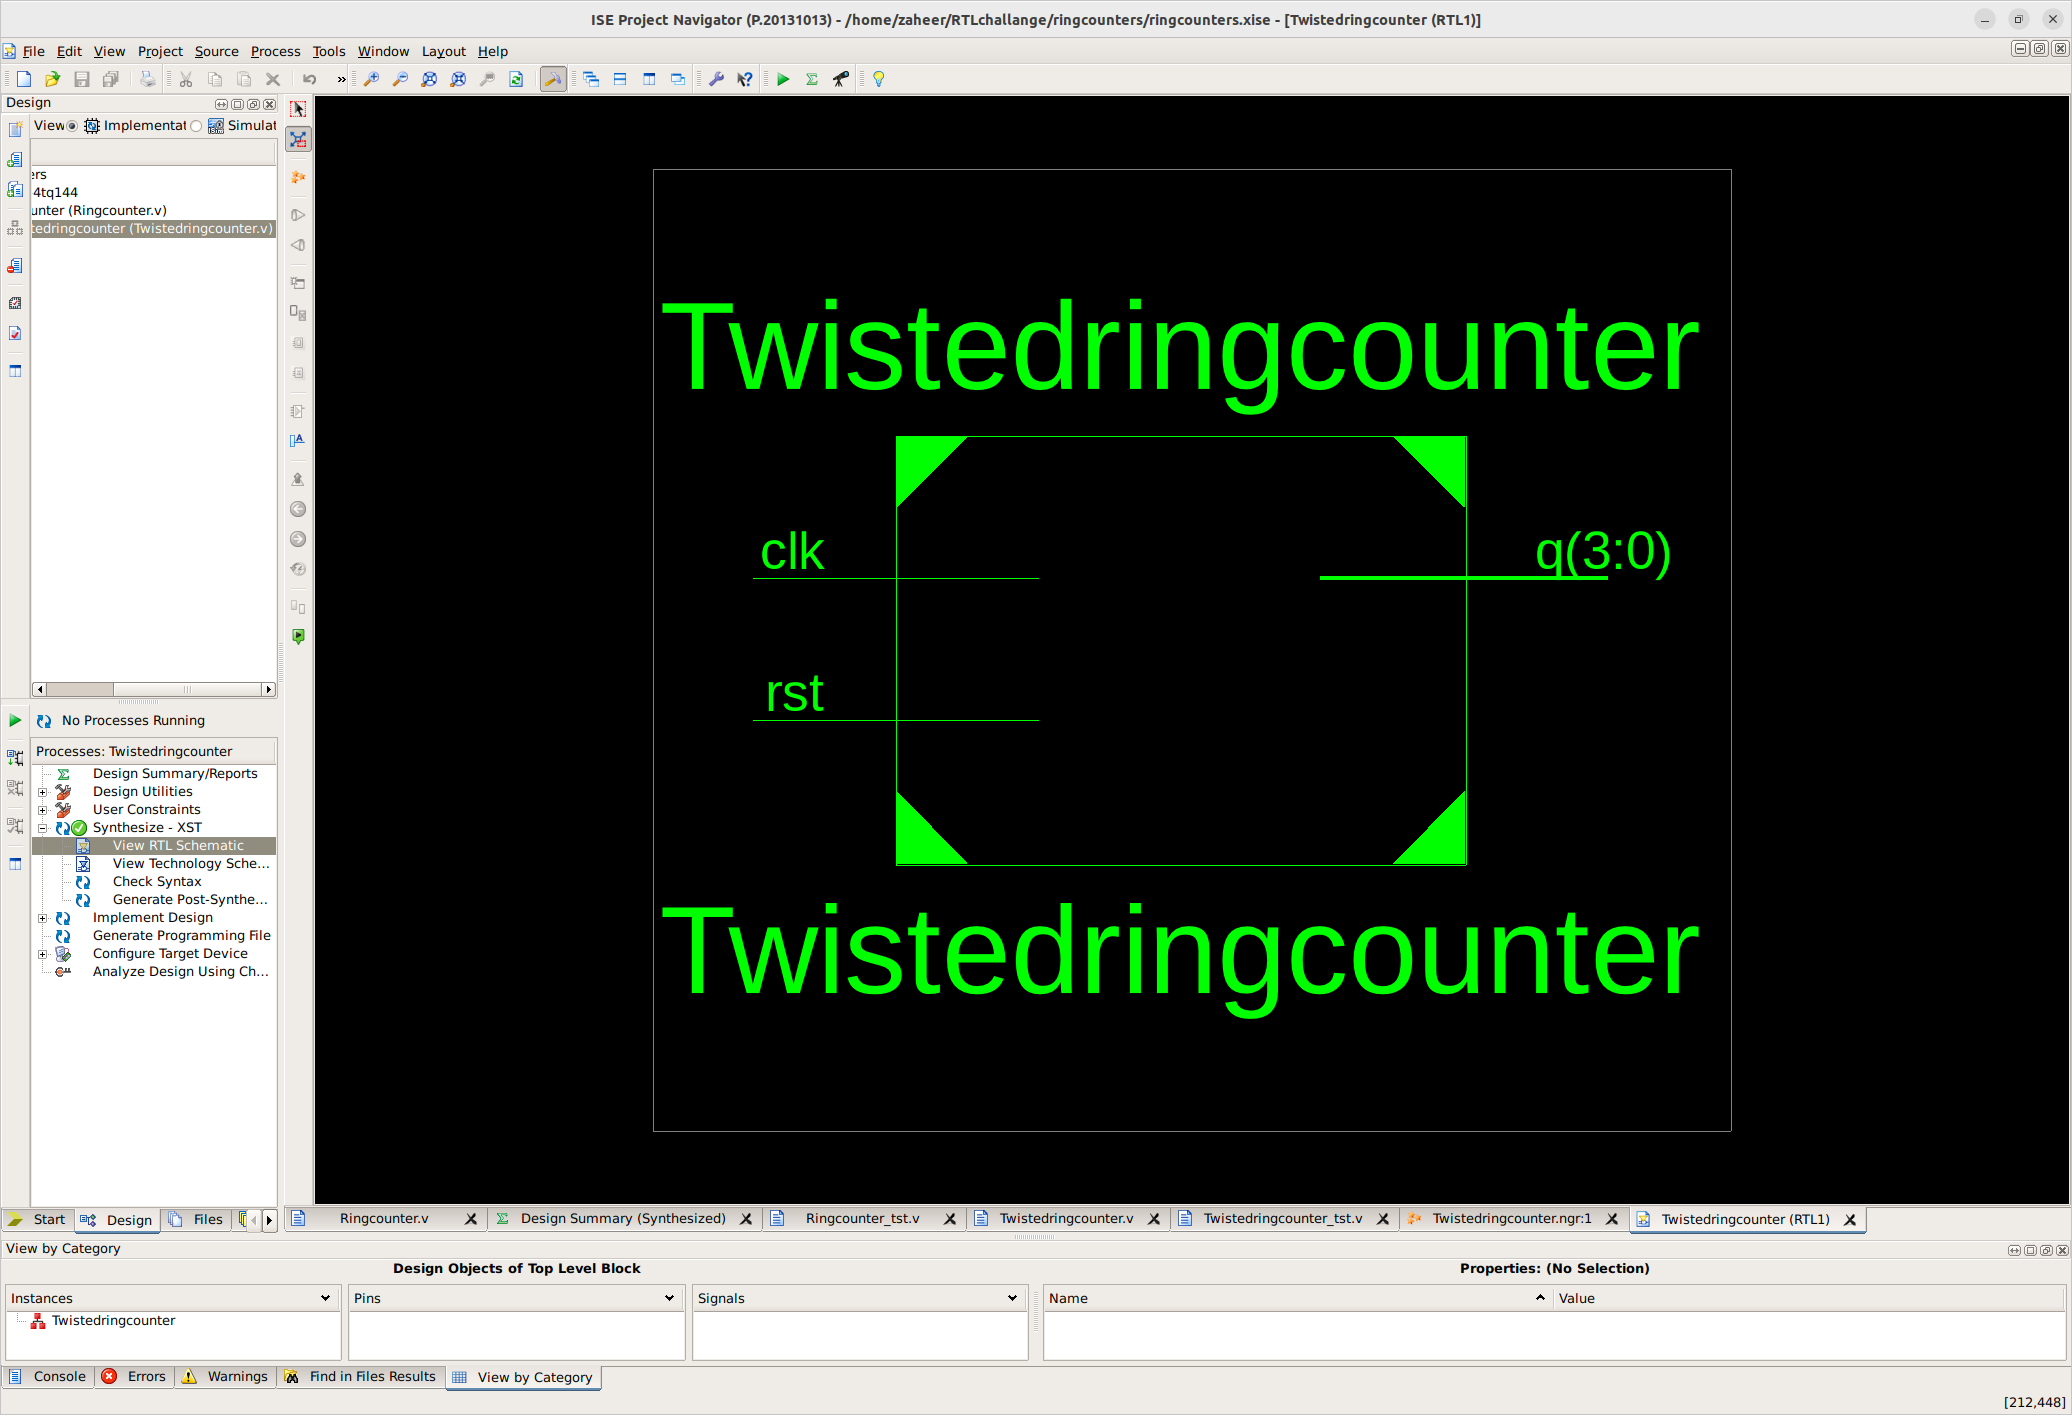 ISE Project Navigator (P.20131013) - /home/zaheer/RTLchallange/ringcounters/ringcounters.xise - [Twistedringcounter (RTL1)]
File Edit View Project Source Process Tools Window Layout Help
»
Design
View Implementat Simulat
ers
4tq144
unter (Ringcounter.v)
tedringcounter (Twistedringcounter.v)
No Processes Running
Processes: Twistedringcounter
Design Summary/Reports
Design Utilities
User Constraints
Synthesize - XST
View RTL Schematic
View Technology Sche...
Check Syntax
Generate Post-Synthe...
Implement Design
Generate Programming File
Configure Target Device
Analyze Design Using Ch...
Start Design Files
Twistedringcounter
clk
q(3:0)
rst
Twistedringcounter
Ringcounter.v Design Summary (Synthesized) Ringcounter_tst.v Twistedringcounter.v Twistedringcounter_tst.v Twistedringcounter.ngr:1 Twistedringcounter (RTL1)
View by Category
Design Objects of Top Level Block Properties: (No Selection)
Instances Pins Signals Name Value
Twistedringcounter
Console Errors Warnings Find in Files Results View by Category
[212,448]